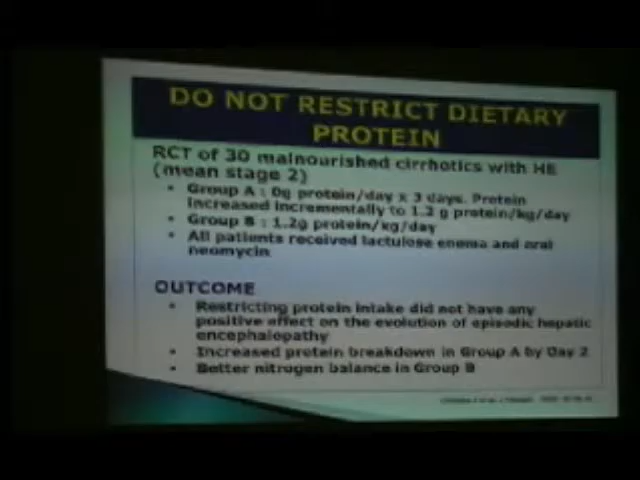 DO NOT RESTRICT DIETARY
PROTEIN
RCT of 30 malnourished cirrhotics with HE
(mean stage 2)
• Group A : 0g protein/day x 3 days. Protein
increased incrementally to 1.2 g protein/kg/day
• Group B : 1.2g protein/kg/day
• All patients received lactulose enema and oral
neomycin
OUTCOME
• Restricting protein intake did not have any
positive effect on the evolution of episodic hepatic
encephalopathy
• Increased protein breakdown in Group A by Day 2
• Better nitrogen balance in Group B